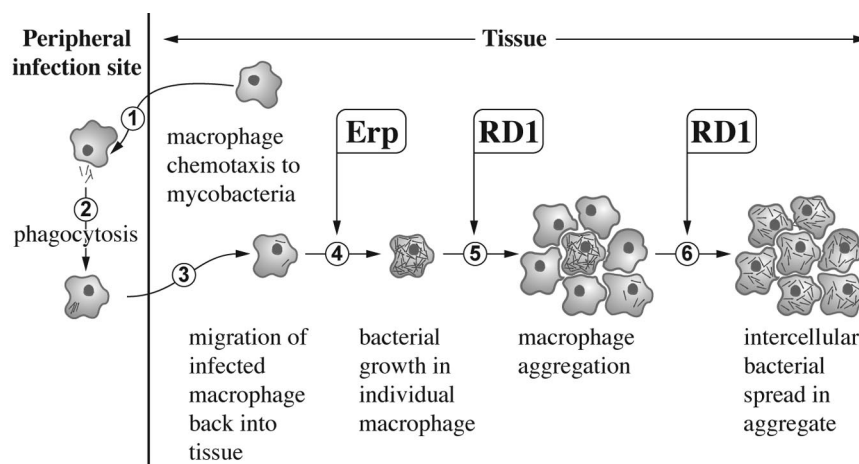 Peripheral
infection site
Tissue
1
macrophage
chemotaxis to
mycobacteria
Erp
RD1
RD1
2
phagocytosis
3
4
5
6
migration of
infected
macrophage
back into
tissue
bacterial
growth in
individual
macrophage
macrophage
aggregation
intercellular
bacterial
spread in
aggregate